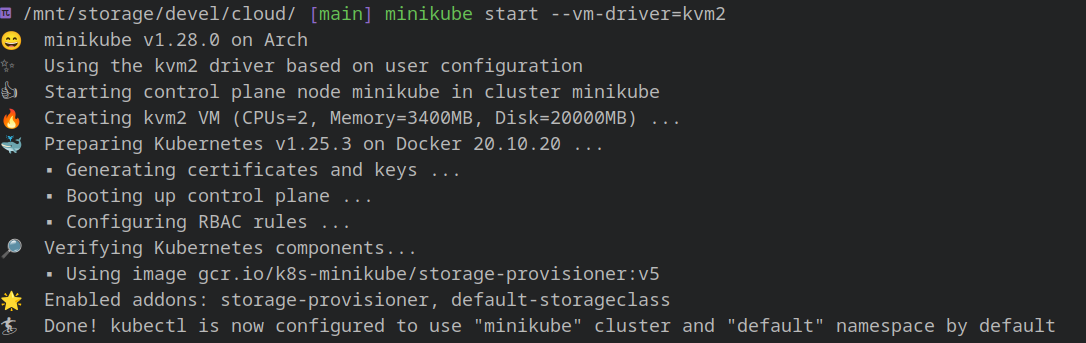 /mnt/storage/devel/cloud/ [main] minikube start --vm-driver=kvm2
😄 minikube v1.28.0 on Arch
✨ Using the kvm2 driver based on user configuration
👍 Starting control plane node minikube in cluster minikube
🔥 Creating kvm2 VM (CPUs=2, Memory=3400MB, Disk=20000MB) ...
🐳 Preparing Kubernetes v1.25.3 on Docker 20.10.20 ...
▪ Generating certificates and keys ...
▪ Booting up control plane ...
▪ Configuring RBAC rules ...
🔎 Verifying Kubernetes components...
▪ Using image gcr.io/k8s-minikube/storage-provisioner:v5
🌟 Enabled addons: storage-provisioner, default-storageclass
🏄 Done! kubectl is now configured to use "minikube" cluster and "default" namespace by default